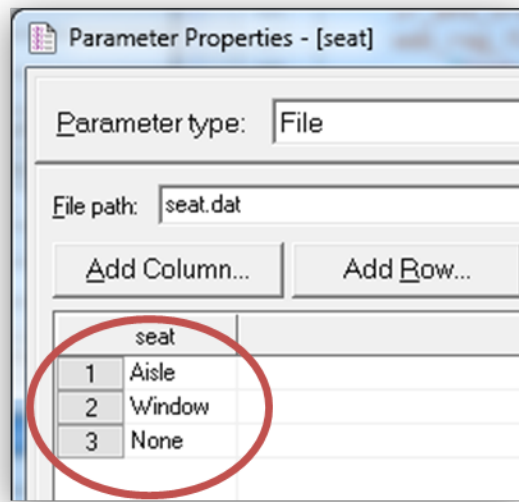 Parameter Properties - [seat]
Parameter type: File
File path: seat.dat
Add Column... Add Row...
seat
1 Aisle
2 Window
3 None